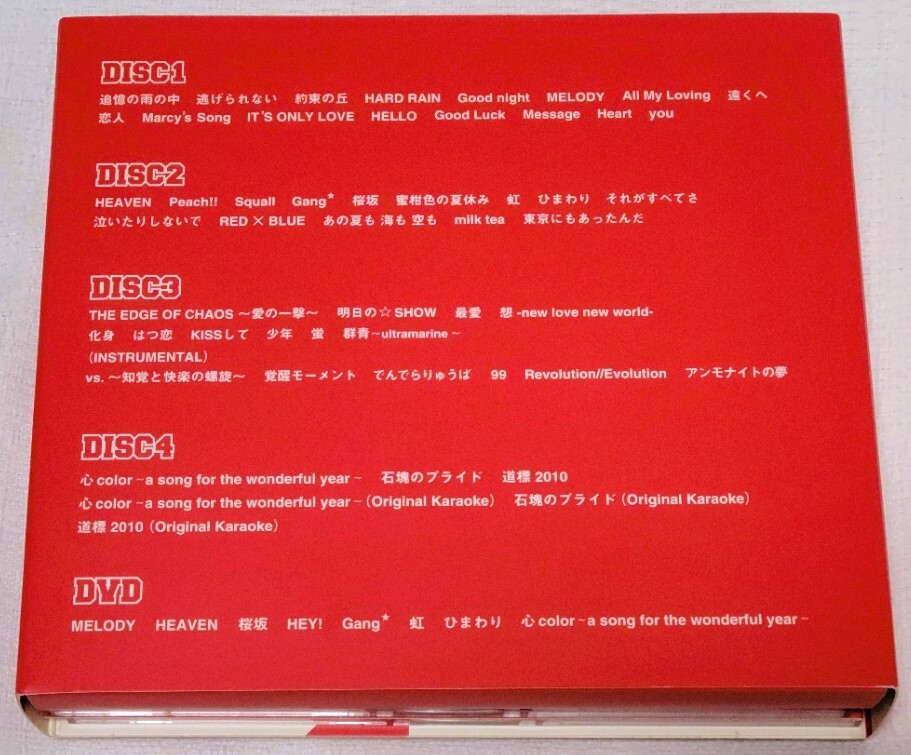 DISC1
追憶の雨の中 逃げられない 約束の丘 HARD RAIN Good night MELODY All My Loving 遠くへ
恋人 Marcy's Song IT'S ONLY LOVE HELLO Good Luck Message Heart you
DISC2
HEAVEN Peach!! Squall Gang★ 桜坂 蜜柑色の夏休み 虹 ひまわり それがすべてさ
泣いたりしないで RED×BLUE あの夏も 海も 空も milk tea 東京にもあったんだ
DISC3
THE EDGE OF CHAOS ～愛の一撃～ 明日の☆SHOW 最愛 想 -new love new world-
化身 はつ恋 KISSして 少年 蛍 群青～ultramarine～
(INSTRUMENTAL)
vs. ～知覚と快楽の螺旋～ 覚醒モーメント でんでらりゅうば 99 Revolution//Evolution アンモナイトの夢
DISC4
心 color ~a song for the wonderful year~ 石塊のプライド 道標 2010
心 color ~a song for the wonderful year~ (Original Karaoke) 石塊のプライド (Original Karaoke)
道標 2010 (Original Karaoke)
DVD
MELODY HEAVEN 桜坂 HEY! Gang★ 虹 ひまわり 心 color ~a song for the wonderful year~